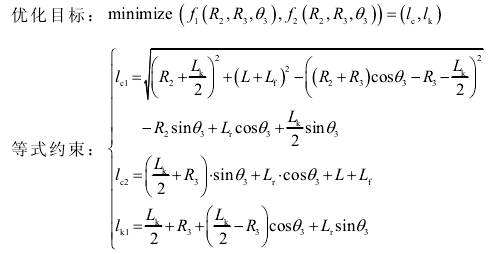 优化目标：minimize (f₁(R₂,R₃,θ₃), f₂(R₂,R₃,θ₃)) = (l_c, l_k)
l_c1 = √((R₂ + L_k/2)² + (L + L_f)² − ((R₂ + R₃)cosθ₃ − R₃ − L_k/2)²)
− R₂ sinθ₃ + L_r cosθ₃ + L_k/2 sinθ₃
等式约束：
l_c2 = (L_k/2 + R₃)·sinθ₃ + L_r·cosθ₃ + L + L_f
l_k1 = L_k/2 + R₃ + (L_k/2 − R₃)cosθ₃ + L_r sinθ₃